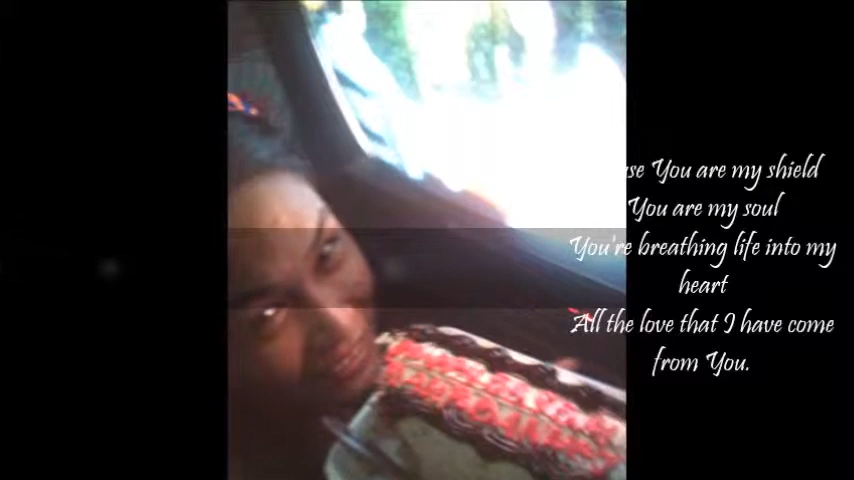 You are my shield
You are my soul
You're breathing life into my
heart
All the love that I have come
from You.